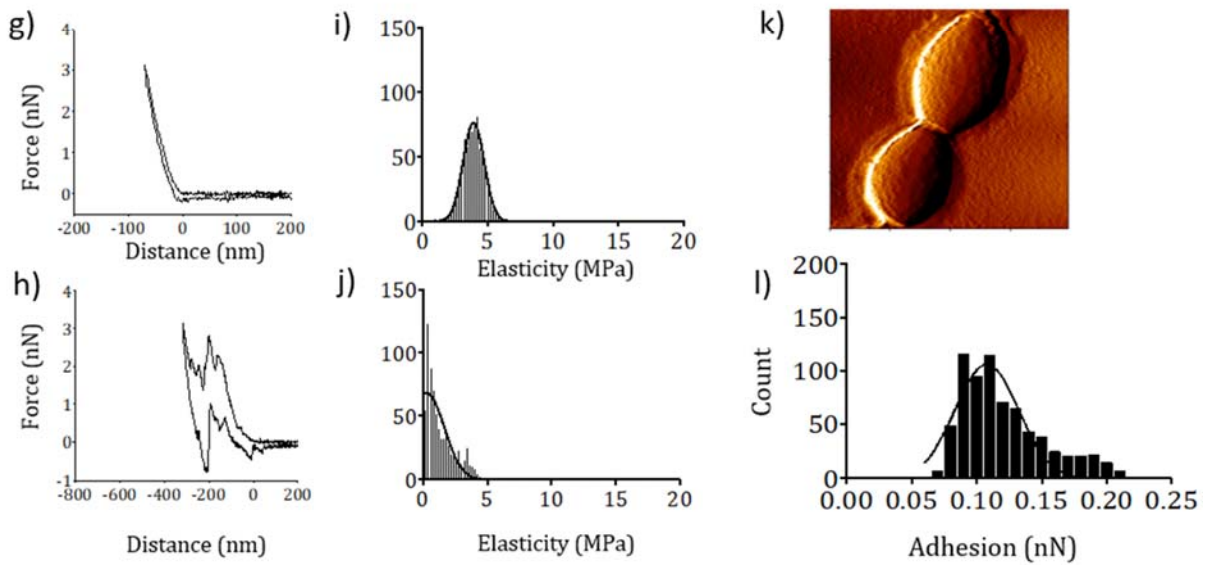 g)
4
3
2
1
0
Force (nN)
-200 -100 0 100 200
Distance (nm)
i)
150
100
50
0
0 5 10 15 20
Elasticity (MPa)
k)
h)
4
3
2
1
0
-1
Force (nN)
-800 -600 -400 -200 0 200
Distance (nm)
j)
150
100
50
0
0 5 10 15 20
Elasticity (MPa)
l)
200
150
100
50
0
Count
0.00 0.05 0.10 0.15 0.20 0.25
Adhesion (nN)